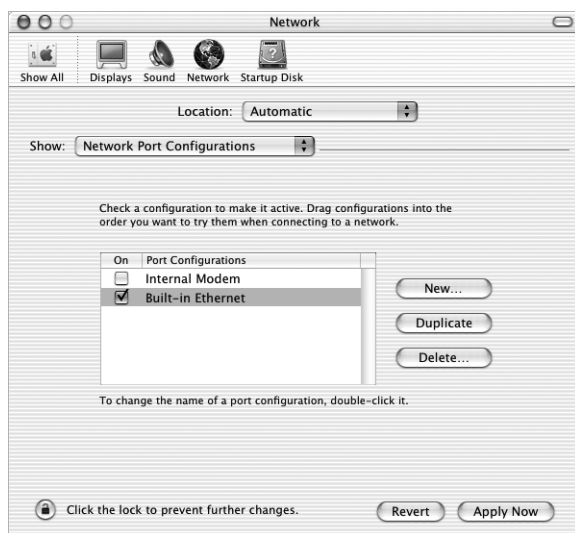 Network
Show All Displays Sound Network Startup Disk
Location: Automatic
Show: Network Port Configurations
Check a configuration to make it active. Drag configurations into the
order you want to try them when connecting to a network.
On Port Configurations
Internal Modem
Built-in Ethernet
New...
Duplicate
Delete...
To change the name of a port configuration, double-click it.
Click the lock to prevent further changes.
Revert Apply Now